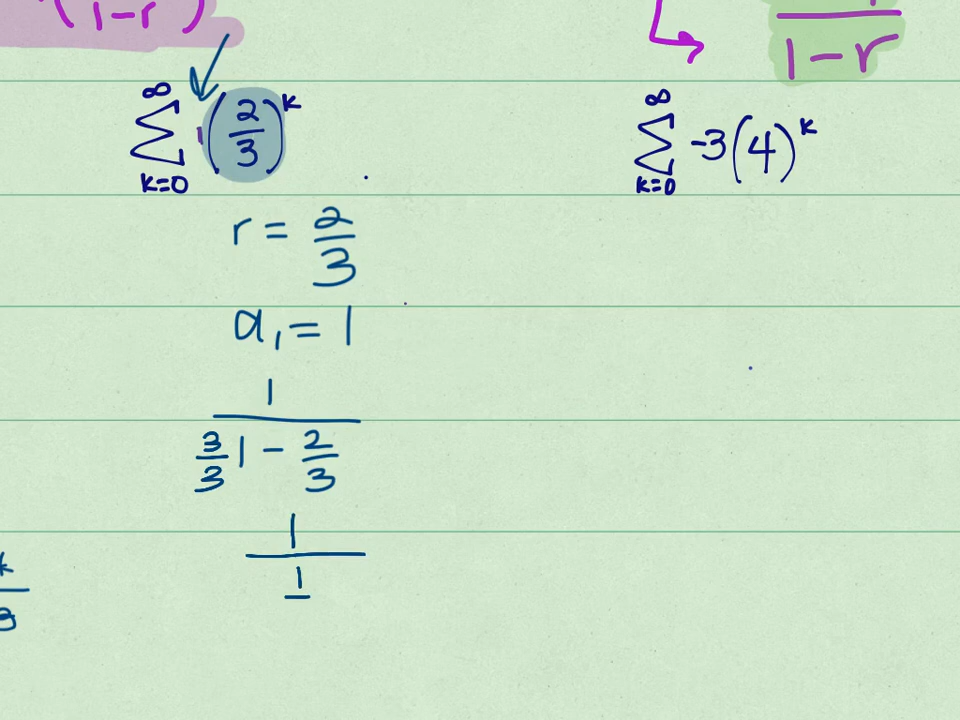 (1-r)
1-r
∞ Σ k=0 1(2/3)^k
∞ Σ k=0 -3(4)^k
r = 2/3
a₁ = 1
1
3/3 1 - 2/3
1
1